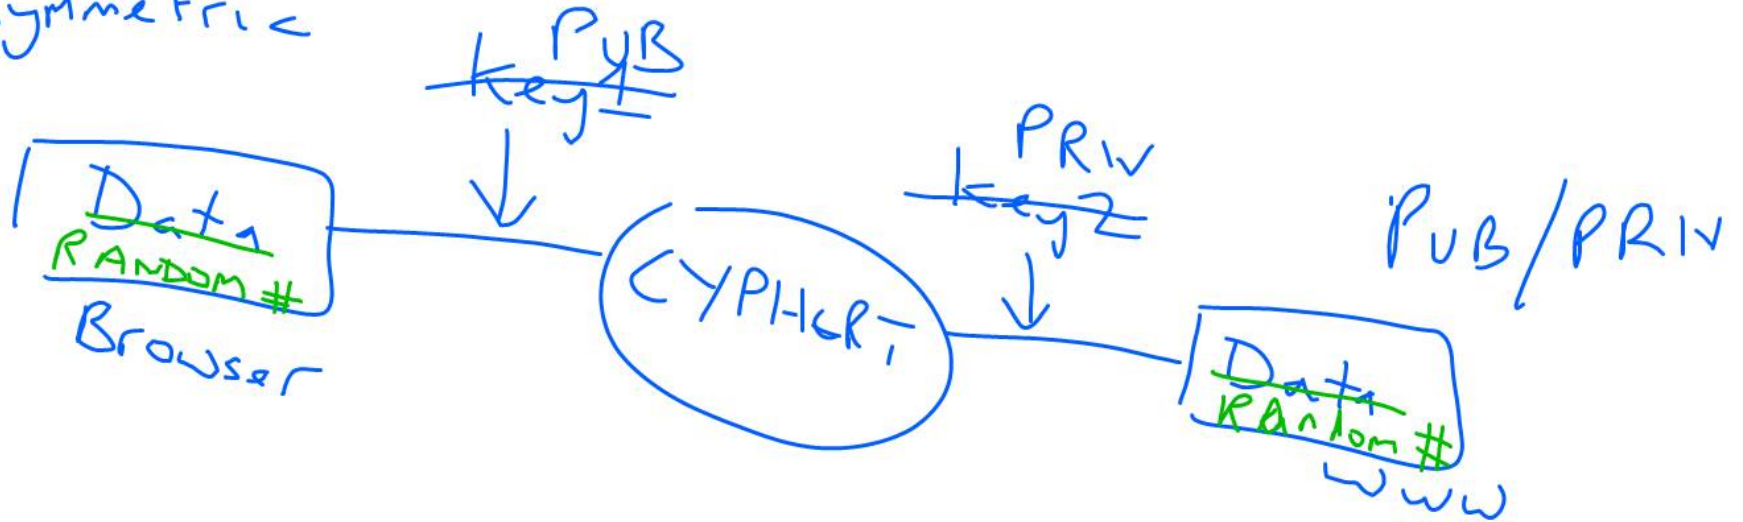 ymmetric
PUB
key1
PRIV
key2
PUB/PRIV
Data
RANDOM #
Browser
CYPHERT
Data
RAndom #
www